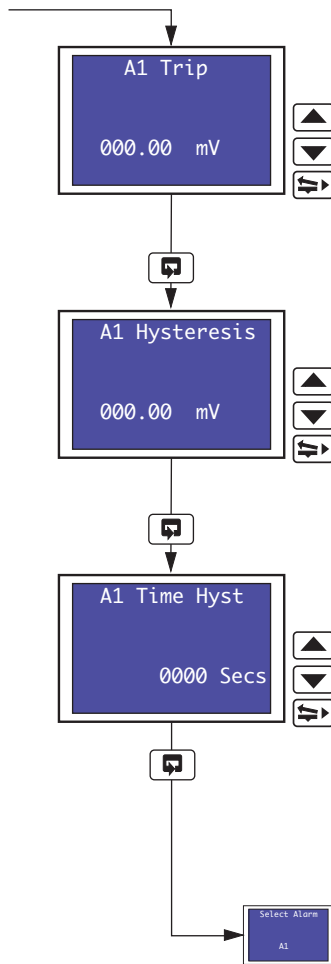 A1 Trip
000.00 mV
A1 Hysteresis
000.00 mV
A1 Time Hyst
0000 Secs
Select Alarm
A1